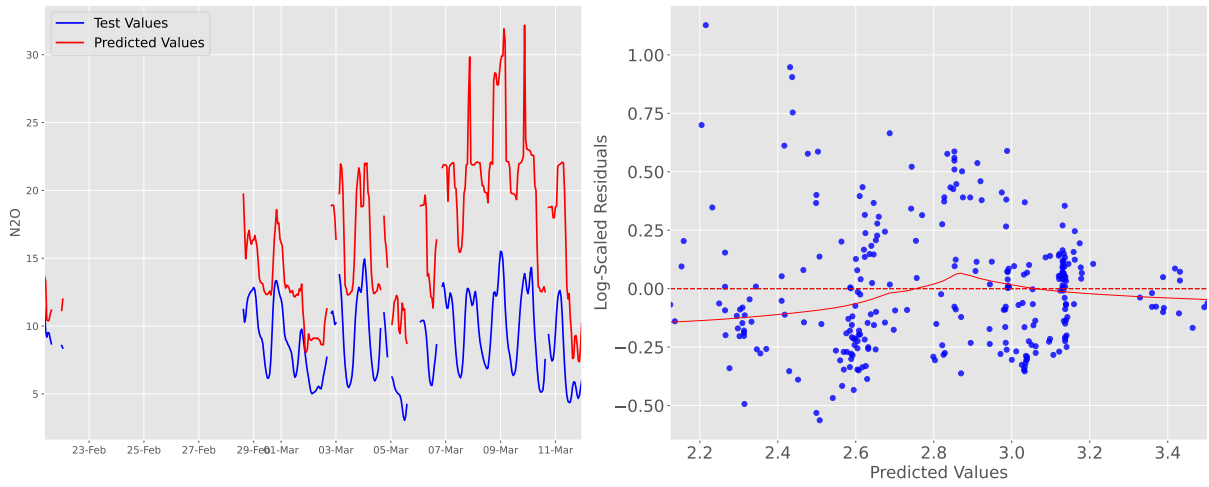 Test Values
Predicted Values
N2O
30
25
20
15
10
5
23-Feb
25-Feb
27-Feb
29-Feb
01-Mar
03-Mar
05-Mar
07-Mar
09-Mar
11-Mar
Log-Scaled Residuals
1.00
0.75
0.50
0.25
0.00
−0.25
−0.50
2.2
2.4
2.6
2.8
3.0
3.2
3.4
Predicted Values